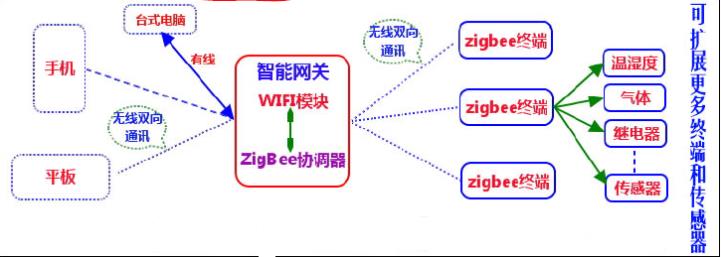 台式电脑
手机
有线
无线双向
通讯
平板
智能网关
WIFI模块
ZigBee协调器
无线双向
通讯
zigbee终端
zigbee终端
zigbee终端
温湿度
气体
继电器
传感器
可扩展更多终端和传感器